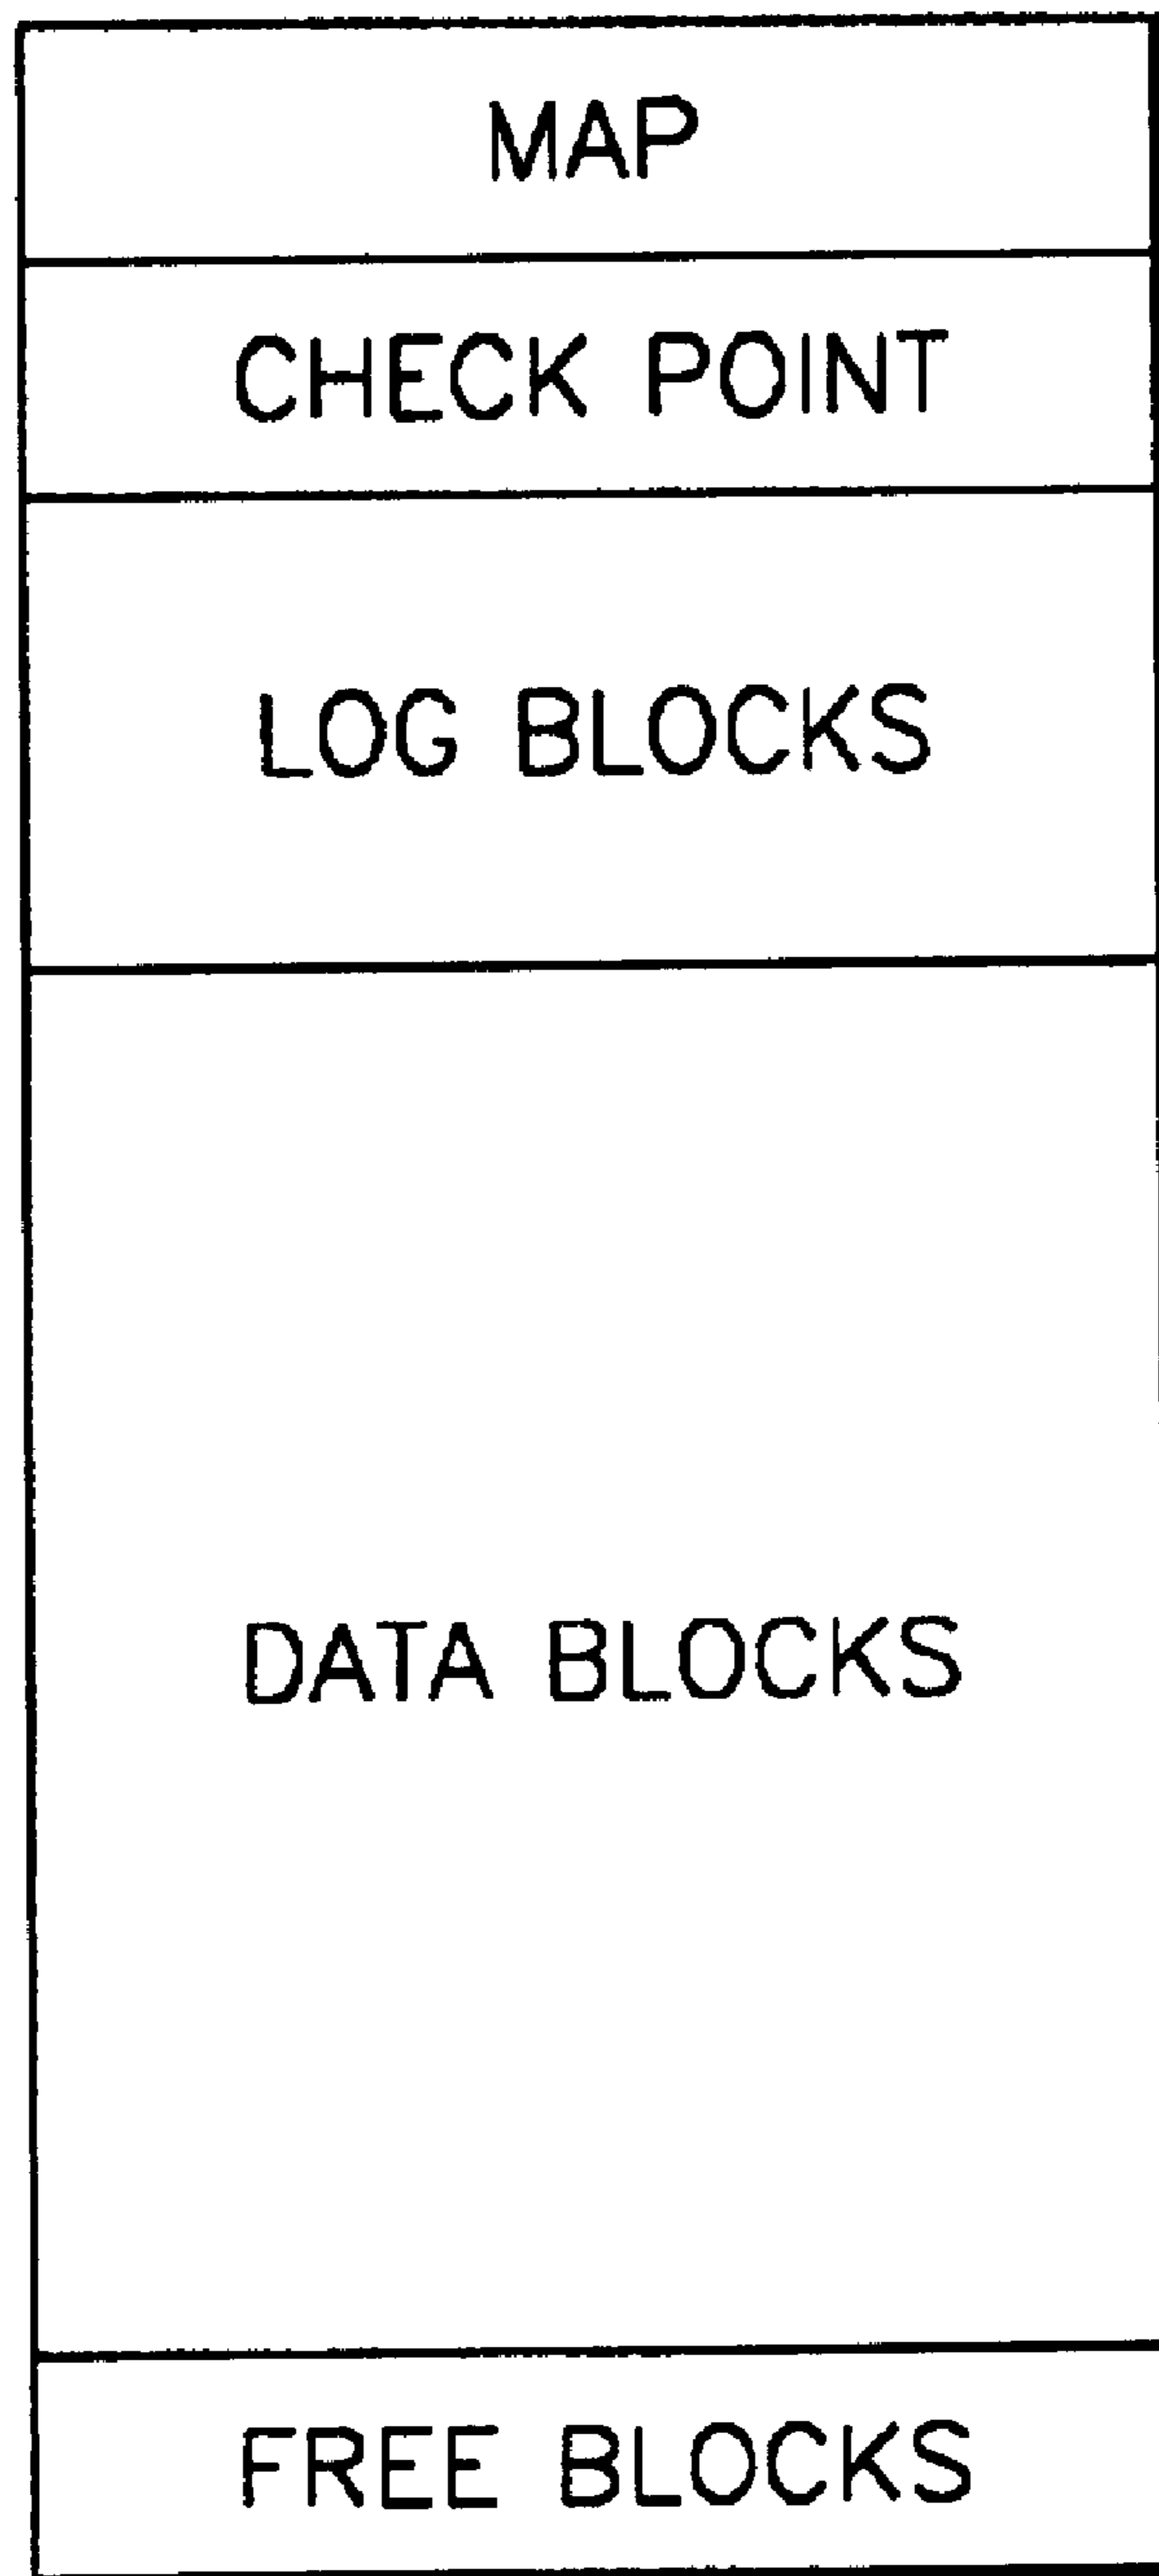 MAP
CHECK POINT
LOG BLOCKS
DATA BLOCKS
FREE BLOCKS